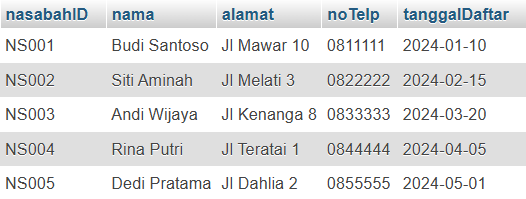 nasabahID nama alamat noTelp tanggalDaftar
NS001 Budi Santoso Jl Mawar 10 0811111 2024-01-10
NS002 Siti Aminah Jl Melati 3 0822222 2024-02-15
NS003 Andi Wijaya Jl Kenanga 8 0833333 2024-03-20
NS004 Rina Putri Jl Teratai 1 0844444 2024-04-05
NS005 Dedi Pratama Jl Dahlia 2 0855555 2024-05-01